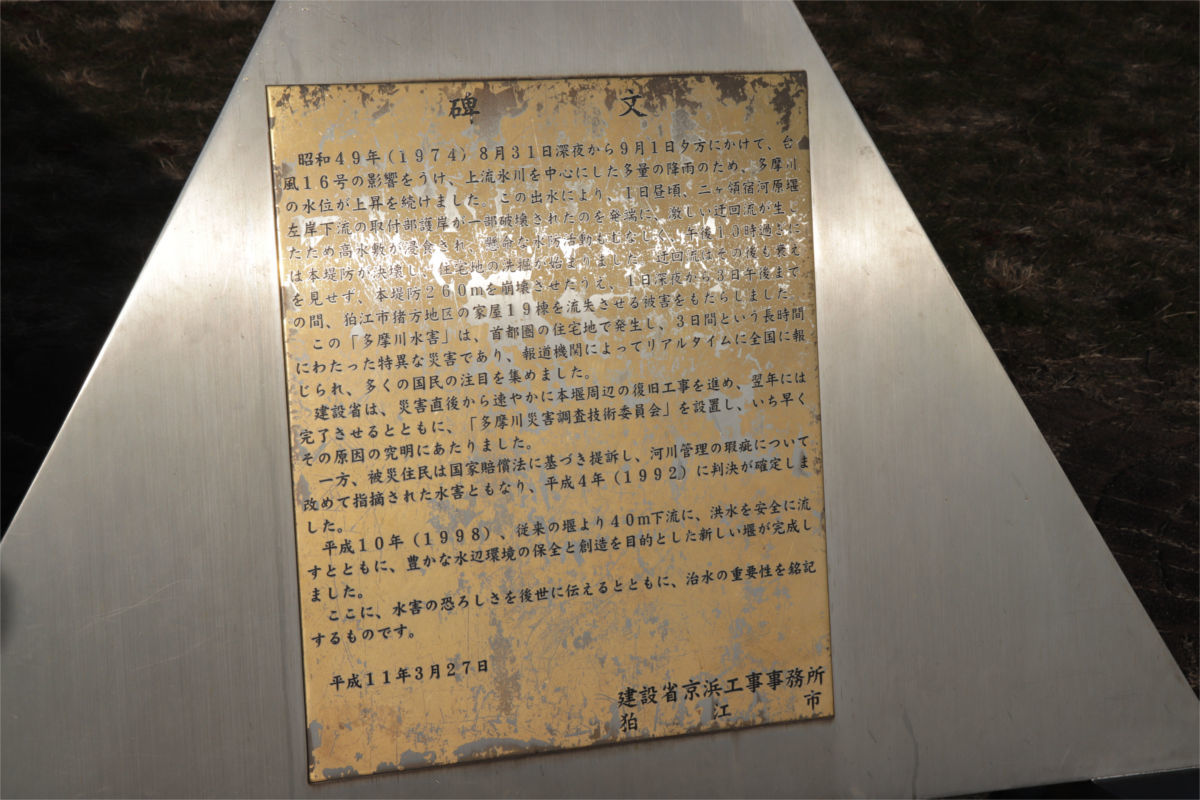 碑 文
昭和49年（1974）8月31日深夜から9月1日夕方にかけて、台
風16号の影響をうけ、上流氷川を中心にした多量の降雨のため、多摩川
の水位が上昇を続けました。この出水により、1日昼頃、二ヶ領宿河原堰
左岸下流の取付部護岸が一部破壊されたのを発端に、激しい迂回流が生じ
たため高水敷が浸食され、懸命な水防活動もむなしく、午後10時過ぎに
は本堤防が決壊し、住宅地の洗掘が始まりました。迂回流はその後も衰え
を見せず、本堤防260mを崩壊させたうえ、1日深夜から3日午後まで
の間、狛江市猪方地区の家屋19棟を流失させる被害をもたらしました。
この「多摩川水害」は、首都圏の住宅地で発生し、3日間という長時間
にわたった特異な災害であり、報道機関によってリアルタイムに全国に報
じられ、多くの国民の注目を集めました。
建設省は、災害直後から速やかに本堰周辺の復旧工事を進め、翌年には
完了させるとともに、「多摩川災害調査技術委員会」を設置し、いち早く
その原因の究明にあたりました。
一方、被災住民は国家賠償法に基づき提訴し、河川管理の瑕疵について
改めて指摘された水害ともなり、平成4年（1992）に判決が確定しま
した。
平成10年（1998）、従来の堰より40m下流に、洪水を安全に流
すとともに、豊かな水辺環境の保全と創造を目的とした新しい堰が完成し
ました。
ここに、水害の恐ろしさを後世に伝えるとともに、治水の重要性を銘記
するものです。
平成11年3月27日
建設省京浜工事事務所
狛江市